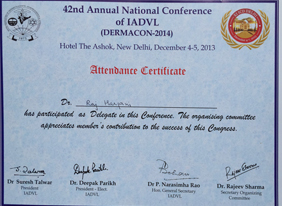 42nd Annual National Conference
of IADVL
(DERMACON-2014)
Hotel The Ashok, New Delhi, December 4-5, 2013
Attendance Certificate
Dr.
has participated as Delegate in this Conference. The organising committee
appreciates member's contribution to the success of this Congress.
Dr Suresh Talwar
President
IADVL
Dr. Deepak Parikh
President - Elect
IADVL
Dr P. Narasimha Rao
Hon. General Secretary
IADVL
Dr. Rajeev Sharma
Secretary Organizing
Committee